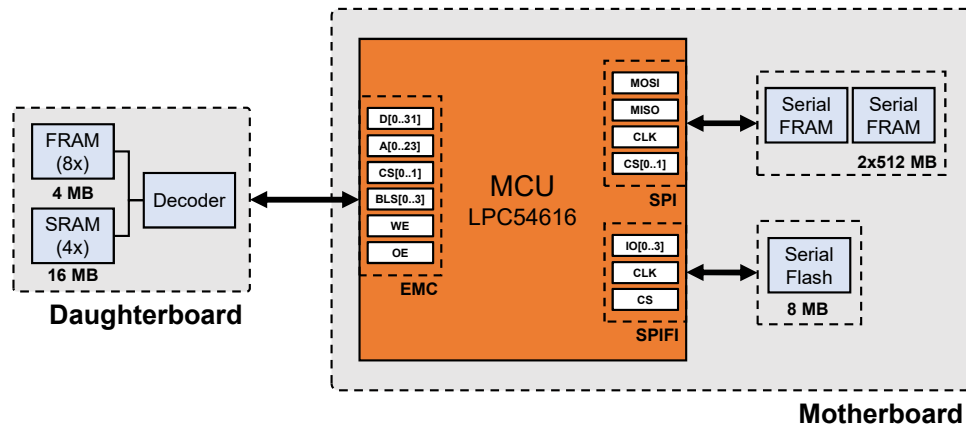 FRAM
(8x)
4 MB
SRAM
(4x)
16 MB
Decoder
Daughterboard
D[0..31]
A[0..23]
CS[0..1]
BLS[0..3]
WE
OE
EMC
MCU
LPC54616
MOSI
MISO
CLK
CS[0..1]
SPI
IO[0..3]
CLK
CS
SPIFI
Serial
FRAM
Serial
FRAM
2x512 MB
Serial
Flash
8 MB
Motherboard